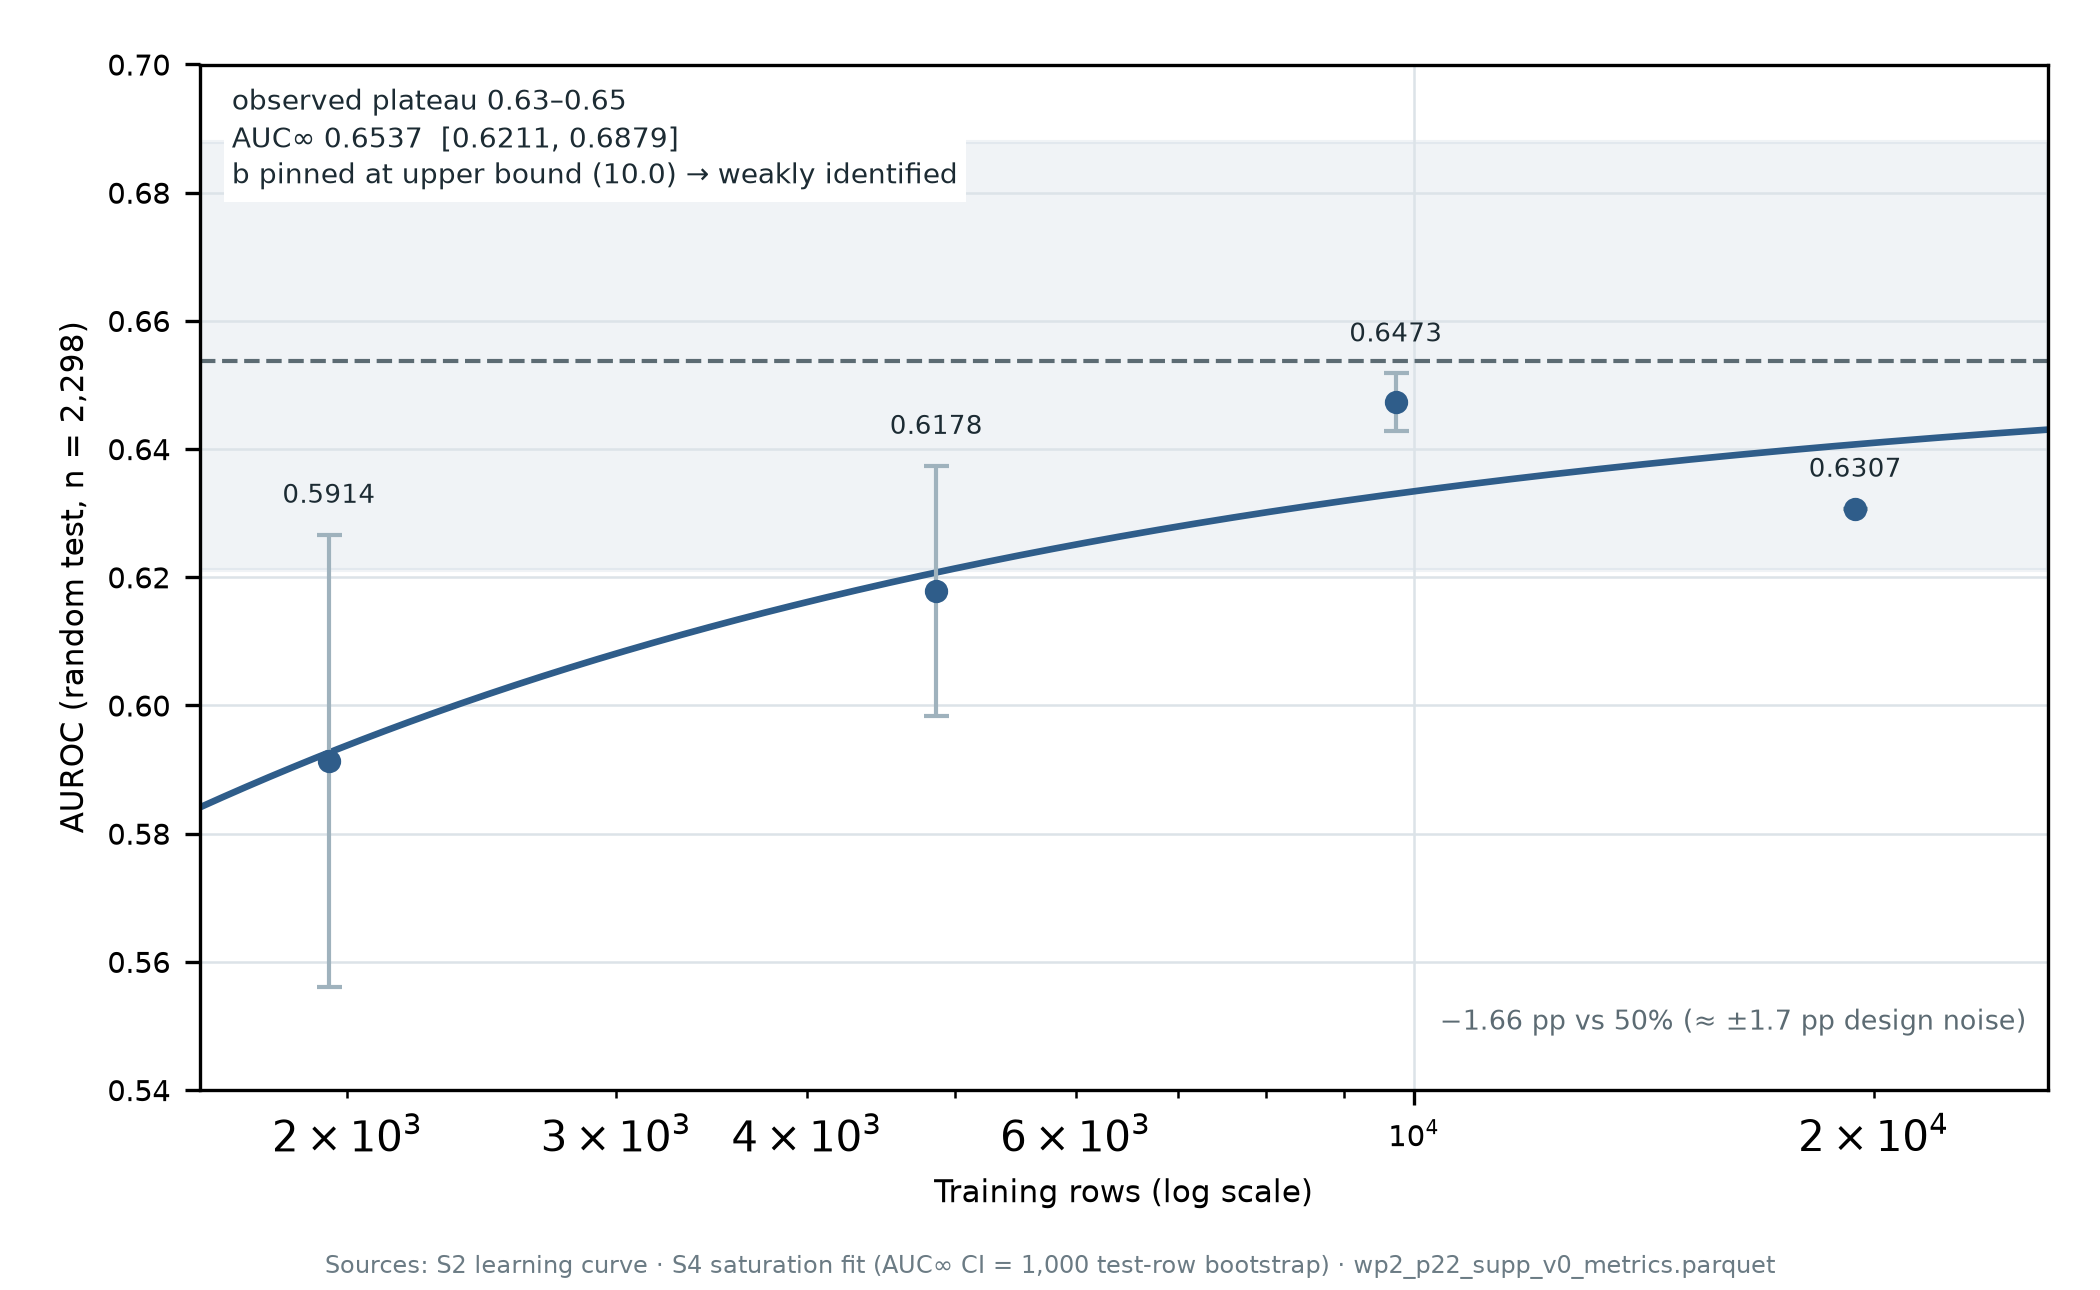 observed plateau 0.63–0.65
AUC∞ 0.6537  [0.6211, 0.6879]
b pinned at upper bound (10.0) → weakly identified
AUROC (random test, n = 2,298)
0.70
0.68
0.66
0.64
0.62
0.60
0.58
0.56
0.54
0.5914
0.6178
0.6473
0.6307
−1.66 pp vs 50% (≈ ±1.7 pp design noise)
2 × 10³ 3 × 10³ 4 × 10³ 6 × 10³ 10⁴ 2 × 10⁴
Training rows (log scale)
Sources: S2 learning curve · S4 saturation fit (AUC∞ CI = 1,000 test-row bootstrap) · wp2_p22_supp_v0_metrics.parquet